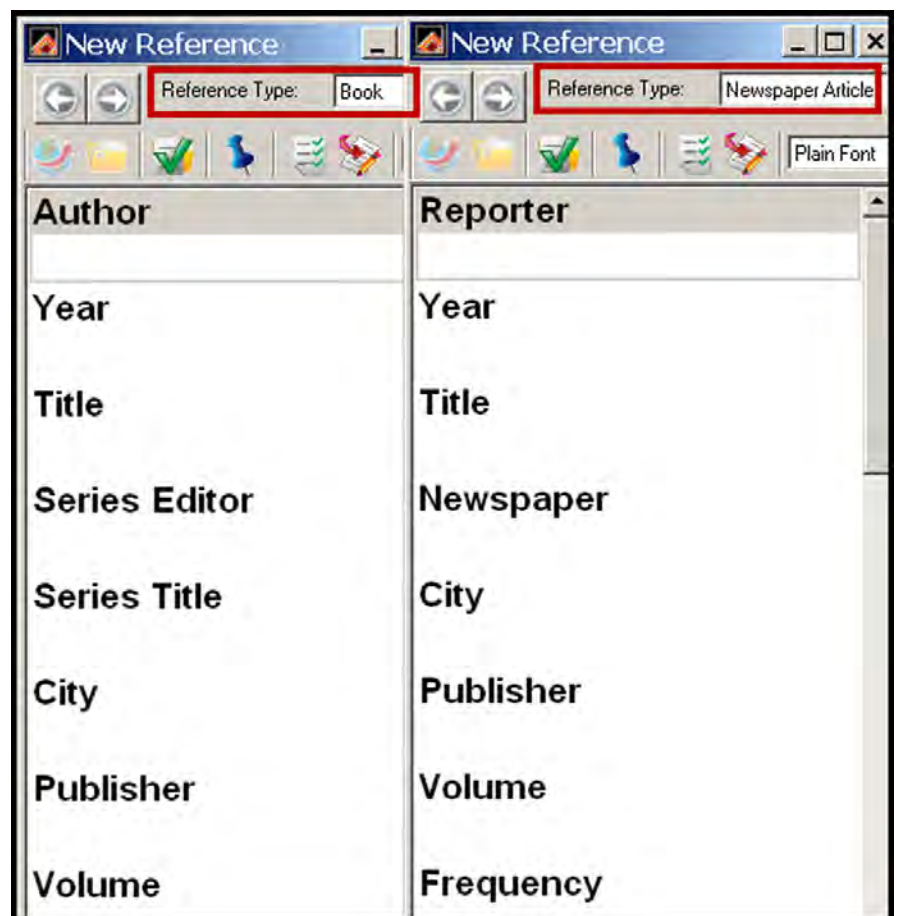 New Reference
Reference Type: Book
Author
Year
Title
Series Editor
Series Title
City
Publisher
Volume
New Reference
Reference Type: Newspaper Article
Plain Font
Reporter
Year
Title
Newspaper
City
Publisher
Volume
Frequency